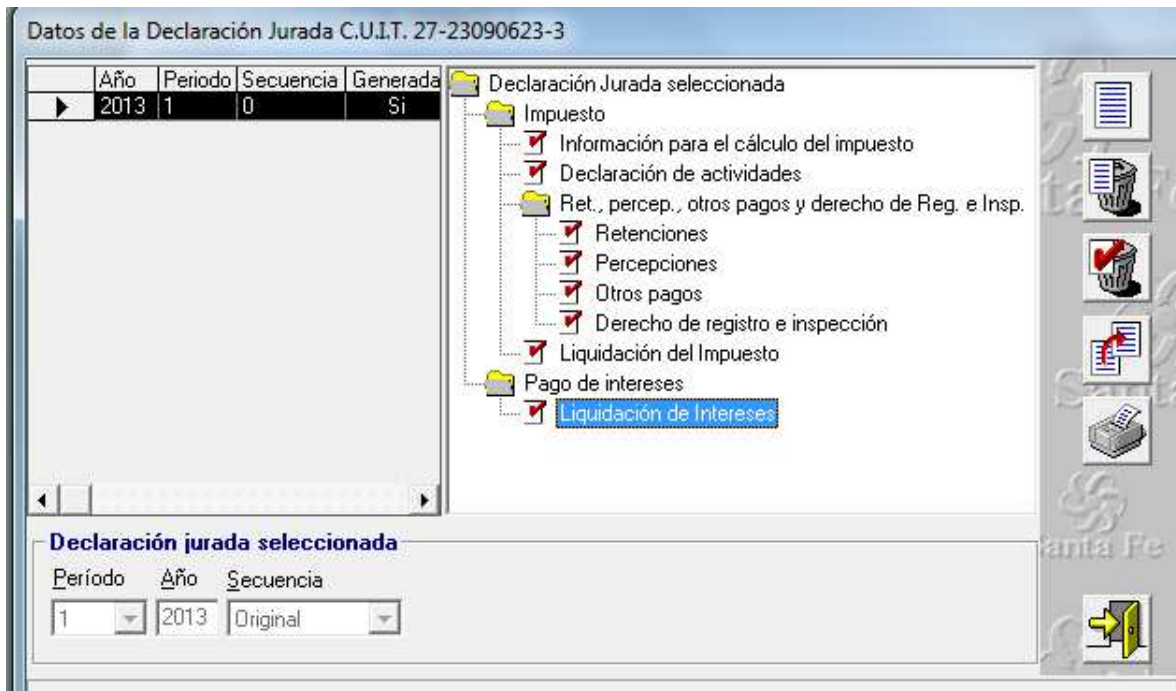 Datos de la Declaración Jurada C.U.I.T. 27-23090623-3
Año Periodo Secuencia Generada
2013 1 0 Si
Declaración Jurada seleccionada
Impuesto
Información para el cálculo del impuesto
Declaración de actividades
Ret., percep., otros pagos y derecho de Reg. e Insp.
Retenciones
Percepciones
Otros pagos
Derecho de registro e inspección
Liquidación del Impuesto
Pago de intereses
Liquidación de Intereses
Declaración jurada seleccionada
Período Año Secuencia
1 2013 Original
Santa
anta Fe